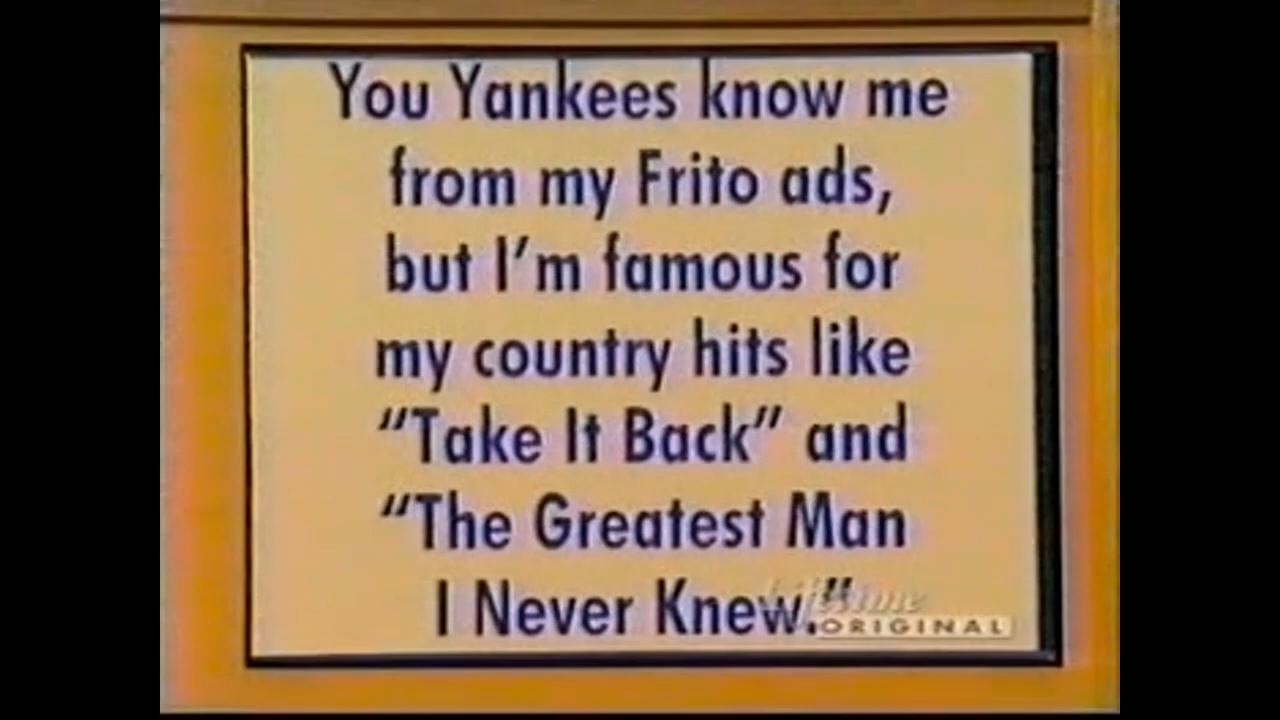 You Yankees know me
from my Frito ads,
but I'm famous for
my country hits like
“Take It Back” and
“The Greatest Man
I Never Knew.”
Lifetime
ORIGINAL